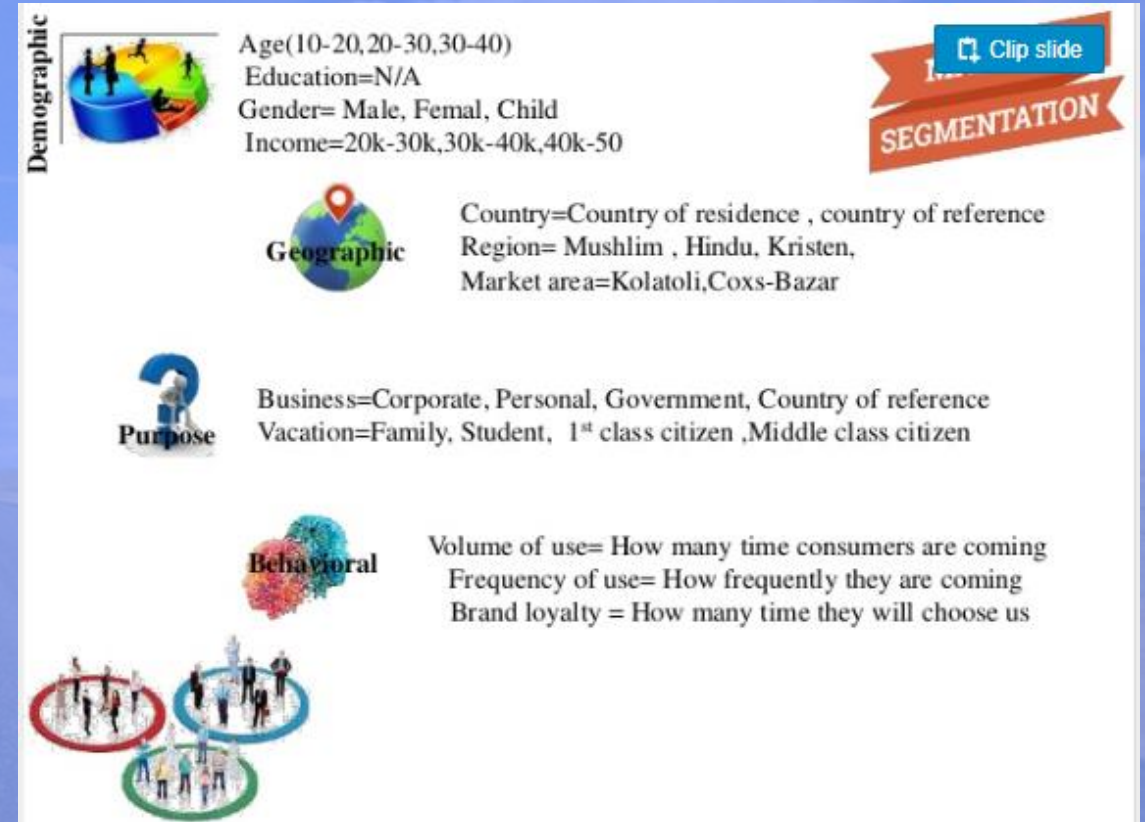 Demographic
Age(10-20,20-30,30-40)
Education=N/A
Gender= Male, Femal, Child
Income=20k-30k,30k-40k,40k-50
Clip slide
SEGMENTATION
Geographic
Country=Country of residence , country of reference
Region= Mushlim , Hindu, Kristen,
Market area=Kolatoli,Coxs-Bazar
Purpose
Business=Corporate, Personal, Government, Country of reference
Vacation=Family, Student, 1st class citizen ,Middle class citizen
Behavioral
Volume of use= How many time consumers are coming
Frequency of use= How frequently they are coming
Brand loyalty = How many time they will choose us